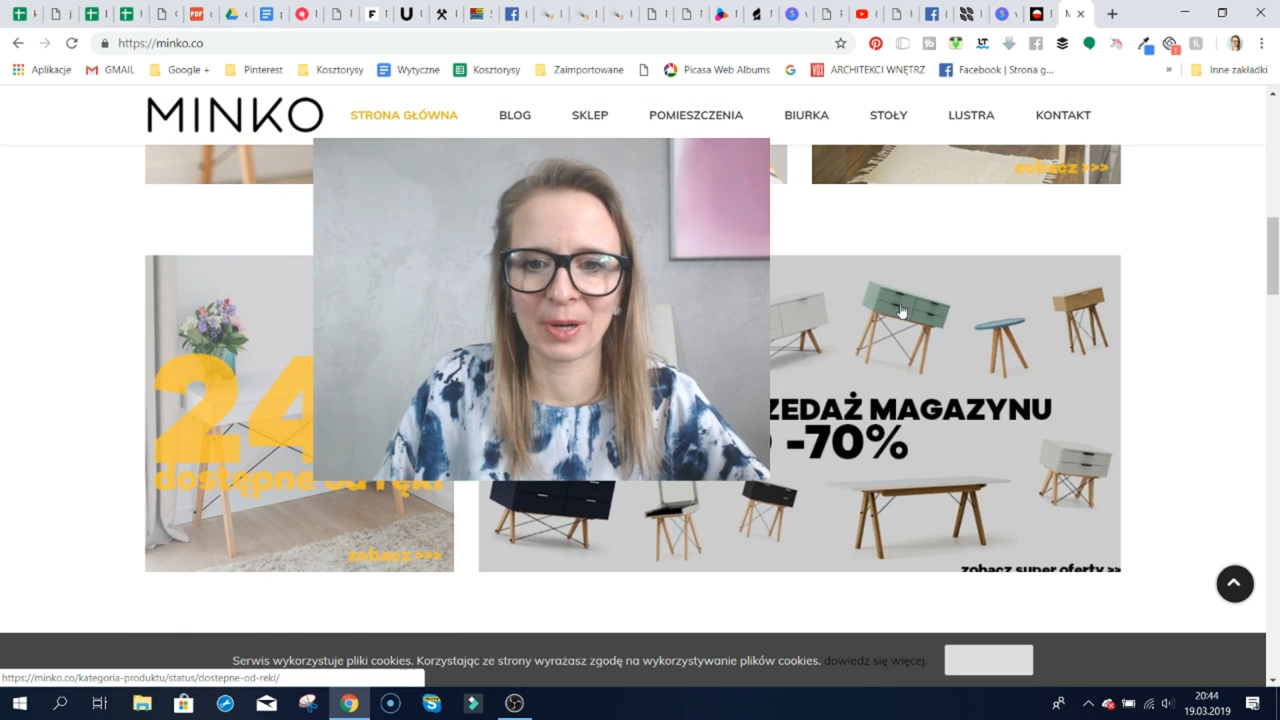 https://minko.co
Aplikacje GMAIL Google + Pinterest Kosztorysy Wytyczne Kosztorysy Zaimportowane Picasa Web Albums ARCHITEKCI WNĘTRZ Facebook | Strona g... » Inne zakładki
MINKO STRONA GŁÓWNA BLOG SKLEP POMIESZCZENIA BIURKA STOŁY LUSTRA KONTAKT
zobacz >>>
24
dostępne od ręki
zobacz >>>
ZEDAŻ MAGAZYNU
-70%
zobacz super oferty >>
Serwis wykorzystuje pliki cookies. Korzystając ze strony wyrażasz zgodę na wykorzystywanie plików cookies. dowiedz się więcej.
https://minko.co/kategoria-produktu/status/dostepne-od-reki/
20:44
19.03.2019